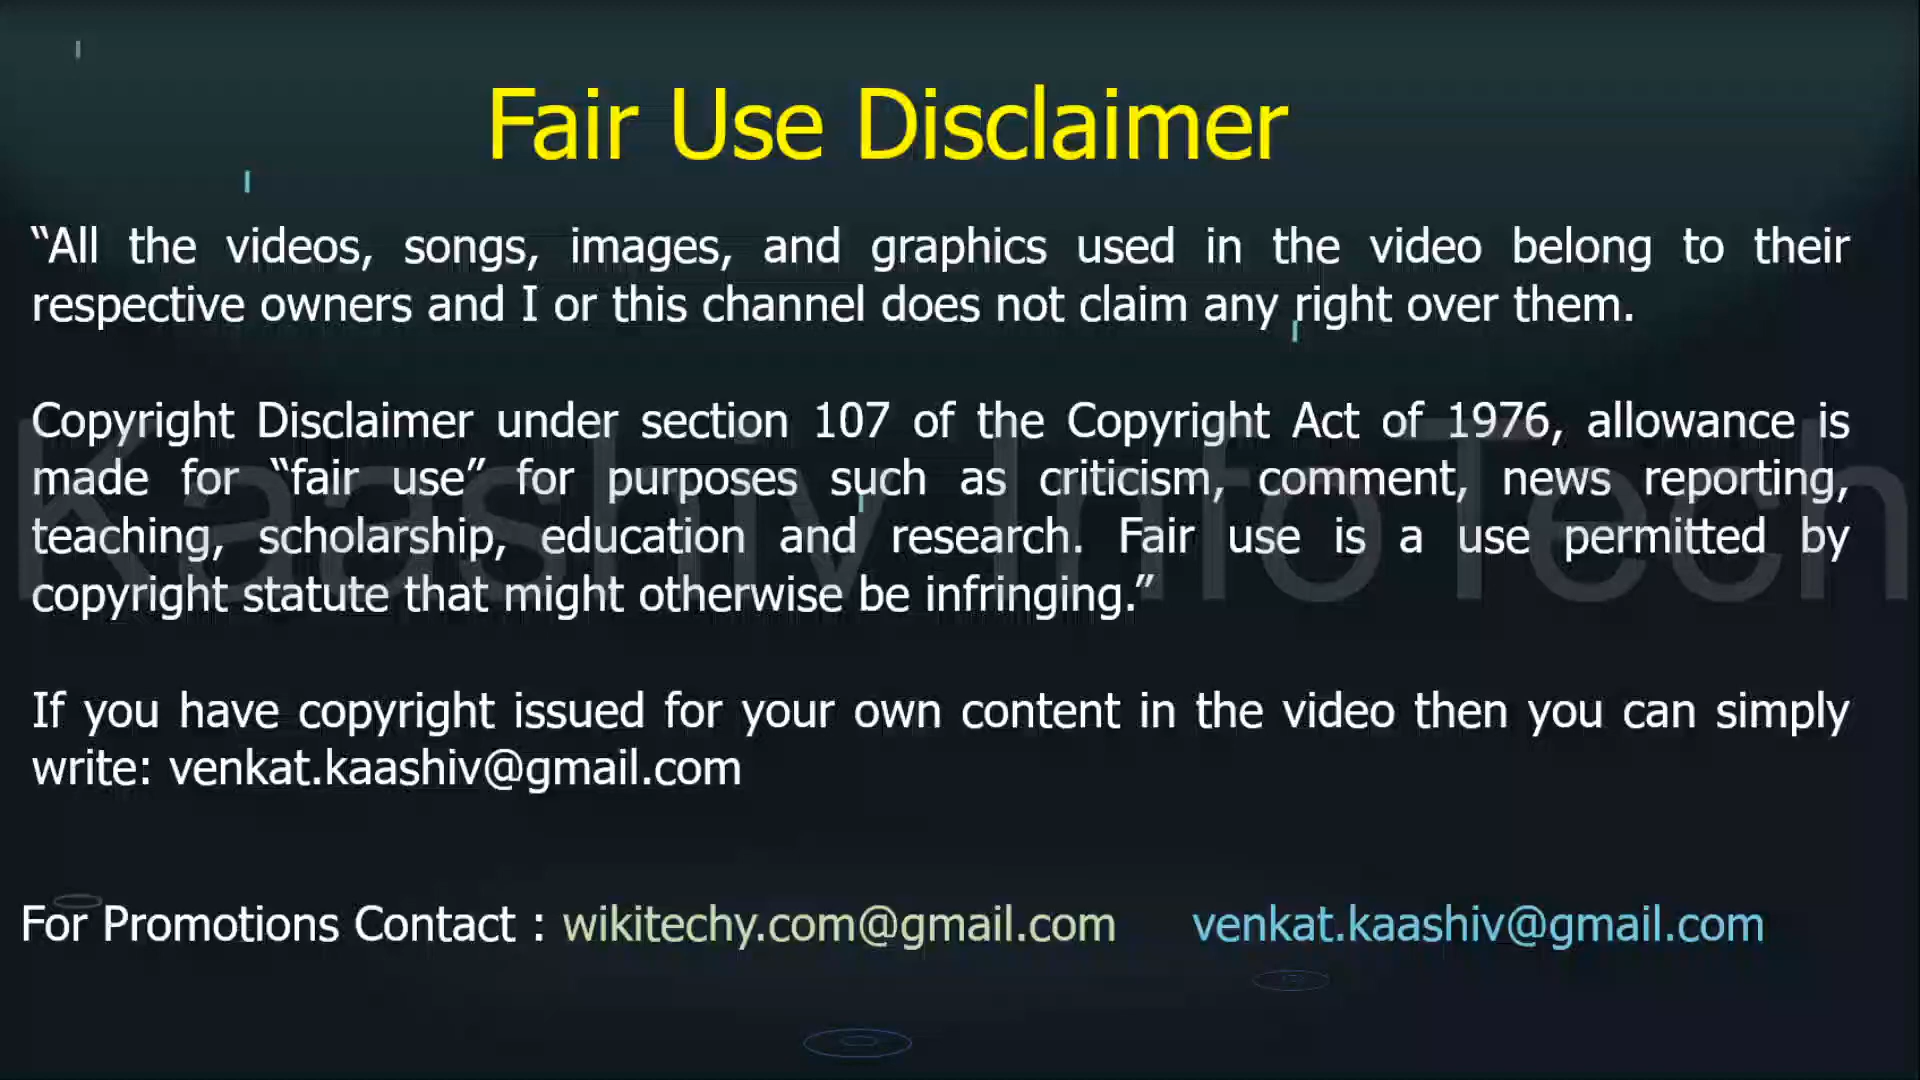 Fair Use Disclaimer
“All the videos, songs, images, and graphics used in the video belong to their
respective owners and I or this channel does not claim any right over them.
Copyright Disclaimer under section 107 of the Copyright Act of 1976, allowance is
made for “fair use” for purposes such as criticism, comment, news reporting,
teaching, scholarship, education and research. Fair use is a use permitted by
copyright statute that might otherwise be infringing.”
Kaashiv InfoTech
If you have copyright issued for your own content in the video then you can simply
write: venkat.kaashiv@gmail.com
For Promotions Contact : wikitechy.com@gmail.com venkat.kaashiv@gmail.com